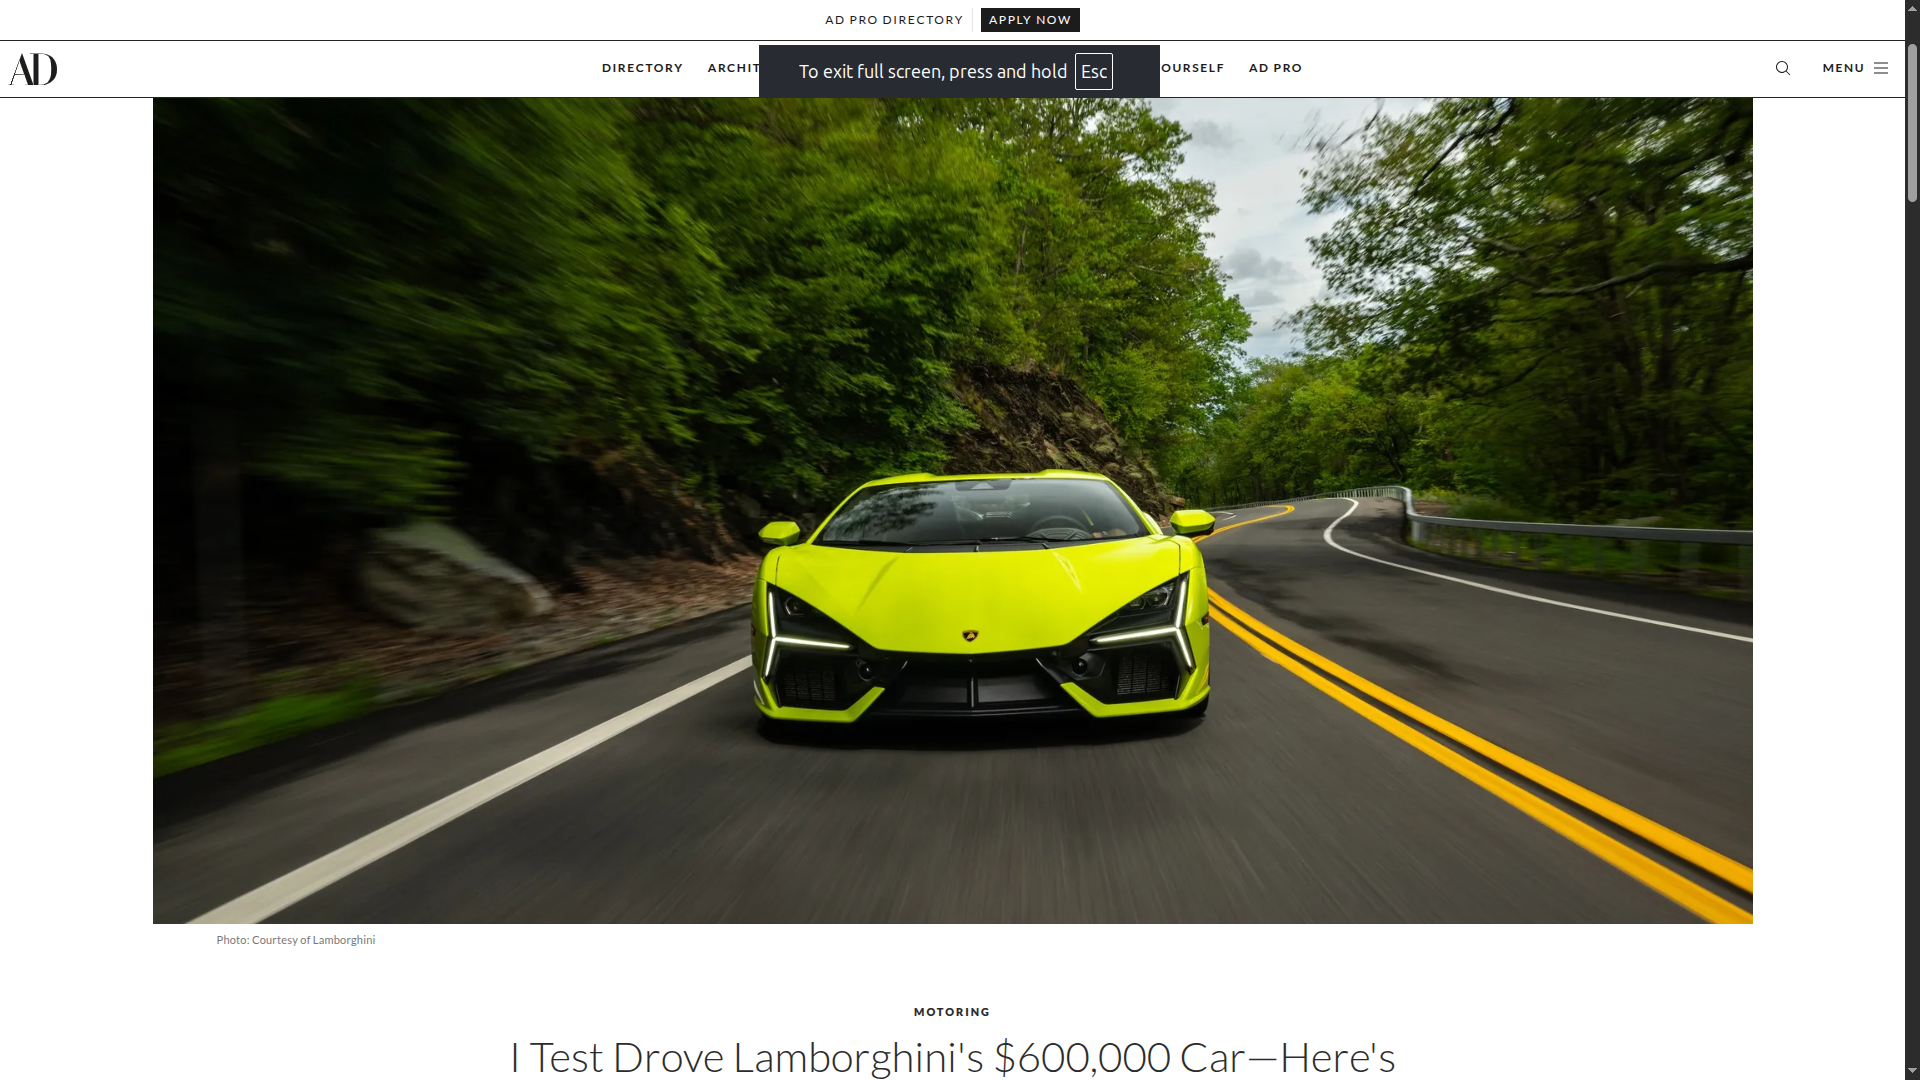 AD PRO DIRECTORY APPLY NOW
AD DIRECTORY ARCHIT To exit full screen, press and hold Esc OURSELF AD PRO MENU
Photo: Courtesy of Lamborghini
MOTORING
I Test Drove Lamborghini's $600,000 Car—Here's